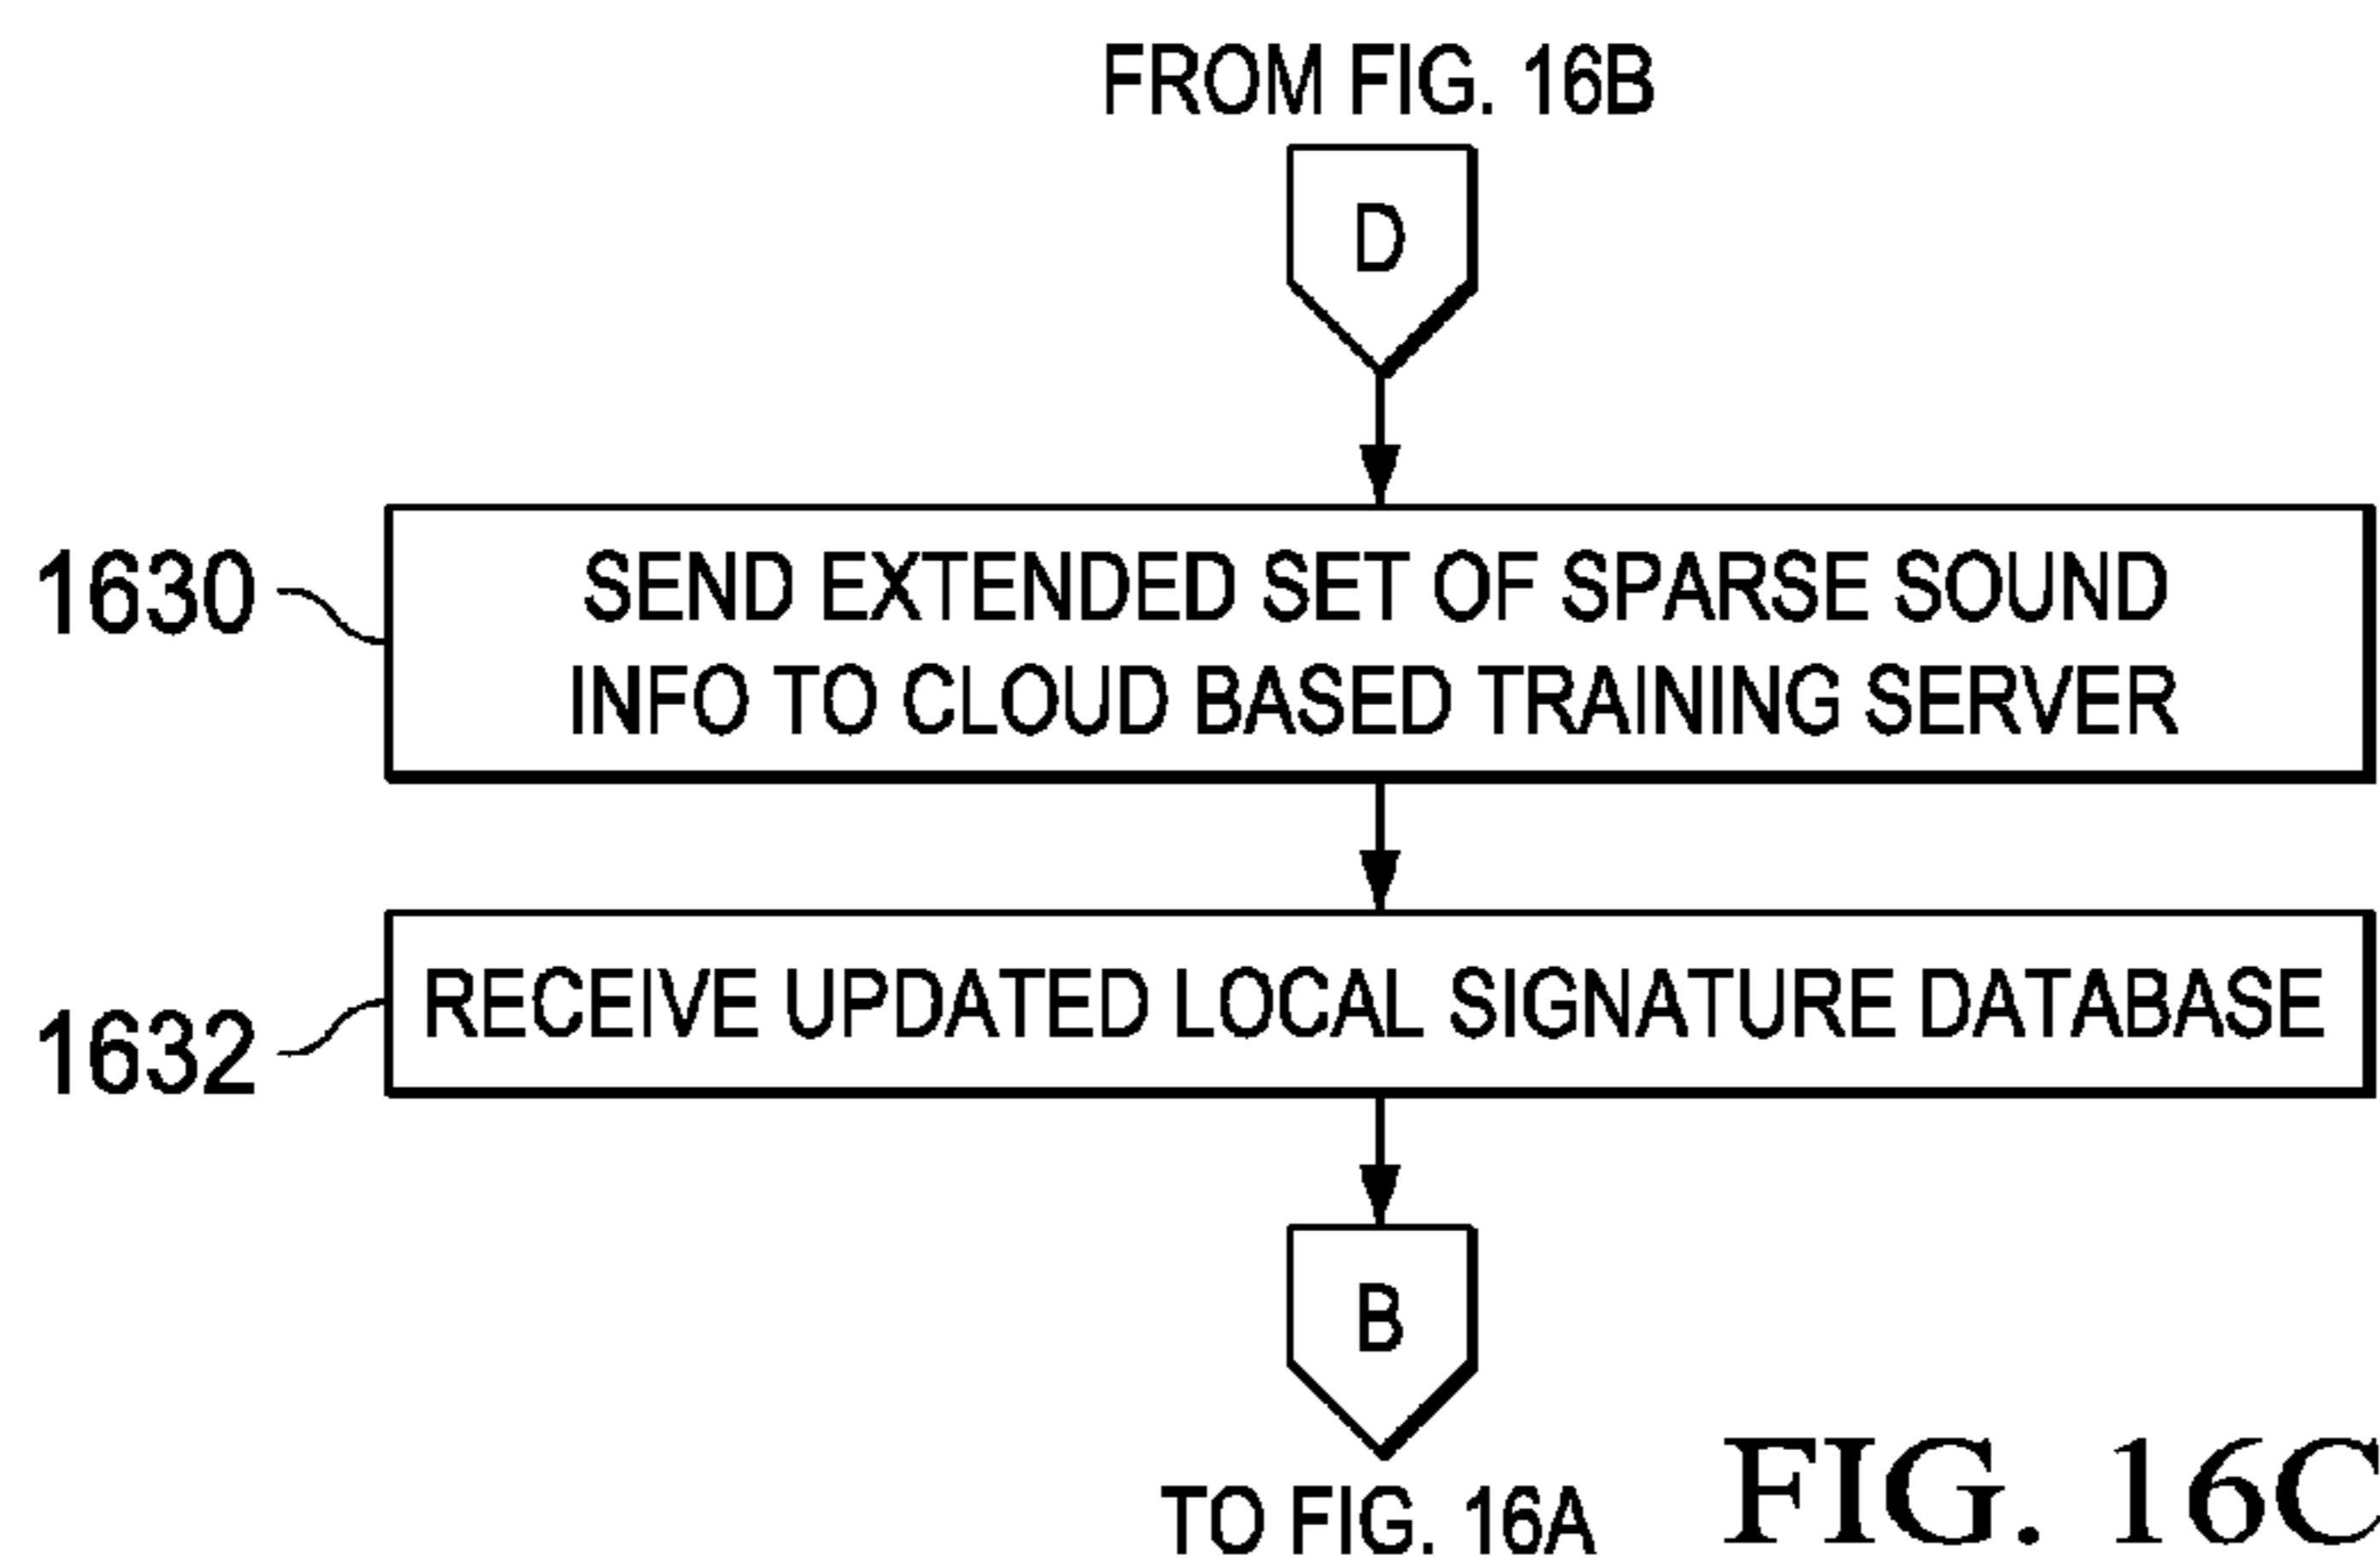 FROM FIG. 16B
D
1630
SEND EXTENDED SET OF SPARSE SOUND
INFO TO CLOUD BASED TRAINING SERVER
1632
RECEIVE UPDATED LOCAL SIGNATURE DATABASE
B
TO FIG. 16A
FIG. 16C